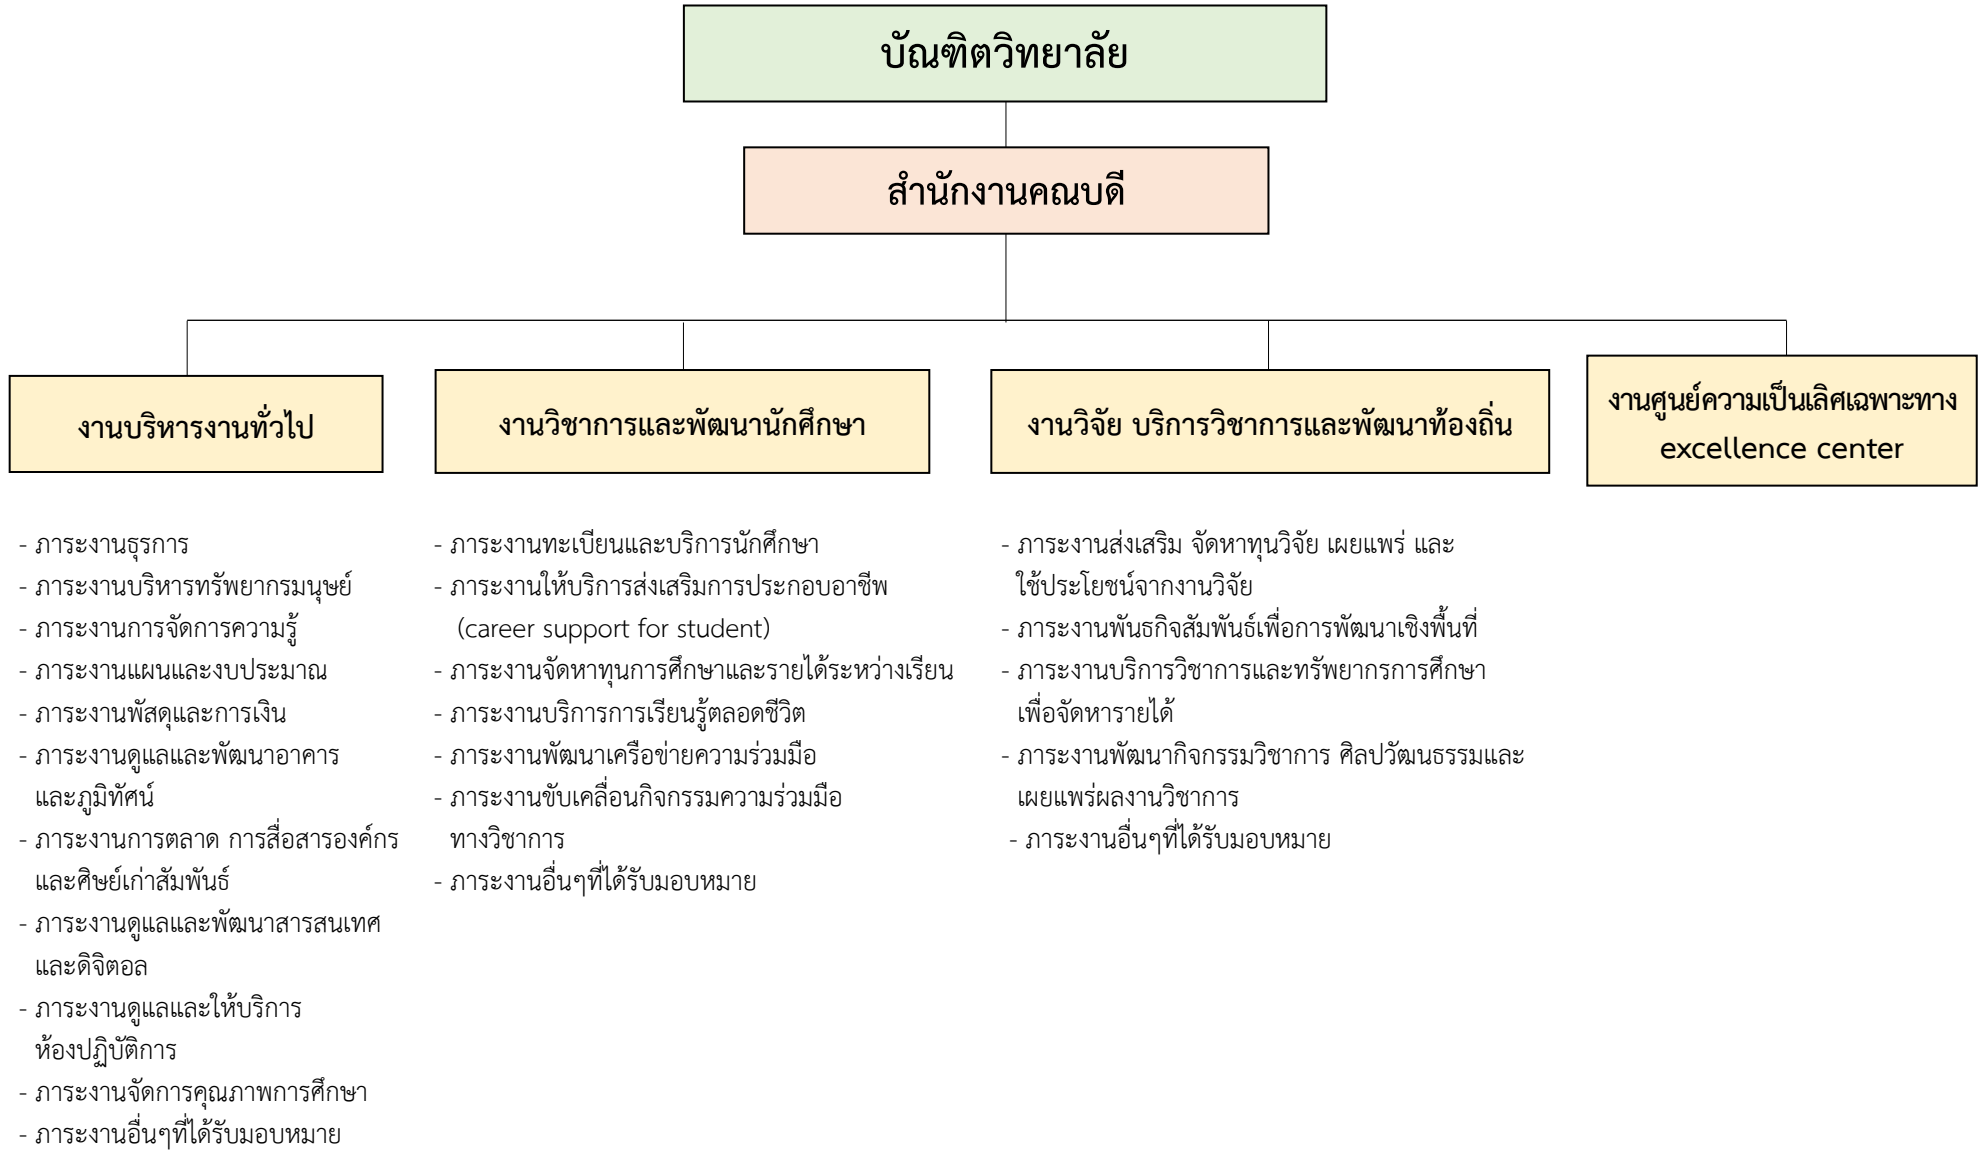 บัณฑิตวิทยาลัย
สำนักงานคณบดี
งานบริหารงานทั่วไป
งานวิชาการและพัฒนานักศึกษา
งานวิจัย บริการวิชาการและพัฒนาท้องถิ่น
งานศูนย์ความเป็นเลิศเฉพาะทาง
excellence center
- ภาระงานธุรการ
- ภาระงานบริหารทรัพยากรมนุษย์
- ภาระงานการจัดการความรู้
- ภาระงานแผนและงบประมาณ
- ภาระงานพัสดุและการเงิน
- ภาระงานดูแลและพัฒนาอาคาร
และภูมิทัศน์
- ภาระงานการตลาด การสื่อสารองค์กร
และศิษย์เก่าสัมพันธ์
- ภาระงานดูแลและพัฒนาสารสนเทศ
และดิจิตอล
- ภาระงานดูแลและให้บริการ
ห้องปฏิบัติการ
- ภาระงานจัดการคุณภาพการศึกษา
- ภาระงานอื่นๆที่ได้รับมอบหมาย
- ภาระงานทะเบียนและบริการนักศึกษา
- ภาระงานให้บริการส่งเสริมการประกอบอาชีพ
(career support for student)
- ภาระงานจัดหาทุนการศึกษาและรายได้ระหว่างเรียน
- ภาระงานบริการการเรียนรู้ตลอดชีวิต
- ภาระงานพัฒนาเครือข่ายความร่วมมือ
- ภาระงานขับเคลื่อนกิจกรรมความร่วมมือ
ทางวิชาการ
- ภาระงานอื่นๆที่ได้รับมอบหมาย
- ภาระงานส่งเสริม จัดหาทุนวิจัย เผยแพร่ และ
ใช้ประโยชน์จากงานวิจัย
- ภาระงานพันธกิจสัมพันธ์เพื่อการพัฒนาเชิงพื้นที่
- ภาระงานบริการวิชาการและทรัพยากรการศึกษา
เพื่อจัดหารายได้
- ภาระงานพัฒนากิจกรรมวิชาการ ศิลปวัฒนธรรมและ
เผยแพร่ผลงานวิชาการ
- ภาระงานอื่นๆที่ได้รับมอบหมาย